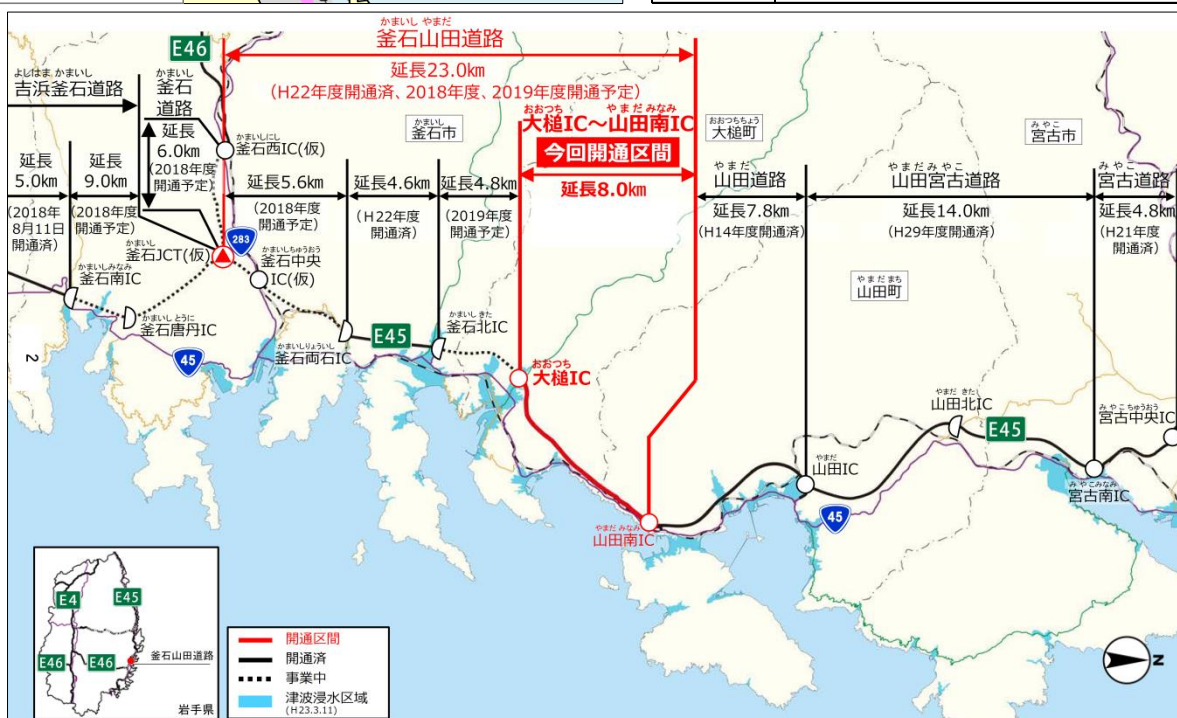 かまいし やまだ
釜石山田道路
延長23.0km
(H22年度開通済、2018年度、2019年度開通予定)
E46
よしはま かまいし
吉浜釜石道路
かまいし
釜石
道路
延長
6.0km
(2018年度
開通予定)
延長
5.0km
(2018年
8月11日
開通済)
延長
9.0km
(2018年度
開通予定)
かまいしにし
釜石西IC(仮)
延長5.6km
(2018年度
開通予定)
延長4.6km
(H22年度
開通済)
延長4.8km
(2019年度
開通予定)
かまいし
釜石市
おおつち やまだみなみ
大槌IC～山田南IC
今回開通区間
延長8.0km
おおつちちょう
大槌町
やまだ
山田道路
延長7.8km
(H14年度開通済)
みやこ
宮古市
やまだみやこ
山田宮古道路
延長14.0km
(H29年度開通済)
みやこ
宮古道路
延長4.8km
(H21年度
開通済)
かまいし
釜石JCT(仮)
283
かまいしちゅうおう
釜石中央
IC(仮)
かまいしみなみ
釜石南IC
かまいし とうに
釜石唐丹IC
45
かまいしりょういし
釜石両石IC
E45
かまいし きた
釜石北IC
おおつち
大槌IC
やまだ みなみ
山田南IC
やまだまち
山田町
やまだ
山田IC
45
やまだ きた
山田北IC
E45
みやこみなみ
宮古南IC
みやこちゅうおう
宮古中央IC
2
E4
E45
E46
E46
釜石山田道路
岩手県
開通区間
開通済
事業中
津波浸水区域
(H23.3.11)
N